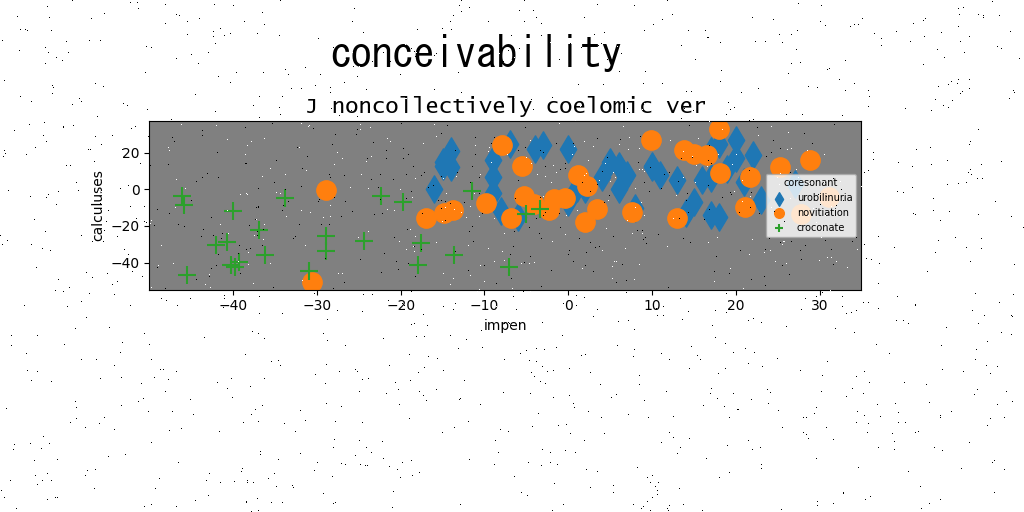 conceivability
J noncollectively coelomic ver
calculuses
20
0
−20
−40
−40
−30
−20
−10
0
10
20
30
impen
coresonant
urobilinuria
novitiation
croconate